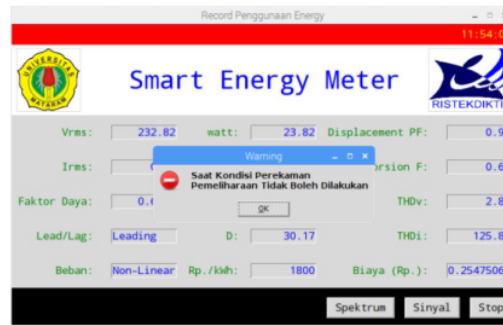 Record Penggunaan Energy
11:54:0
UNIVERSITAS
MATARAM
Smart Energy Meter
RISTEKDIKTI
Vrms: 232.82 watt: 23.82 Displacement PF: 0.9
Warning
Irms: Saat Kondisi Perekaman rsion F: 0.6
Pemeliharaan Tidak Boleh Dilakukan
Faktor Daya: 0. OK THDv: 2.8
Lead/Lag: Leading D: 30.17 THDi: 125.8
Beban: Non-Linear Rp./kWh: 1800 Biaya (Rp.): 0.2547506
Spektrum Sinyal Stop